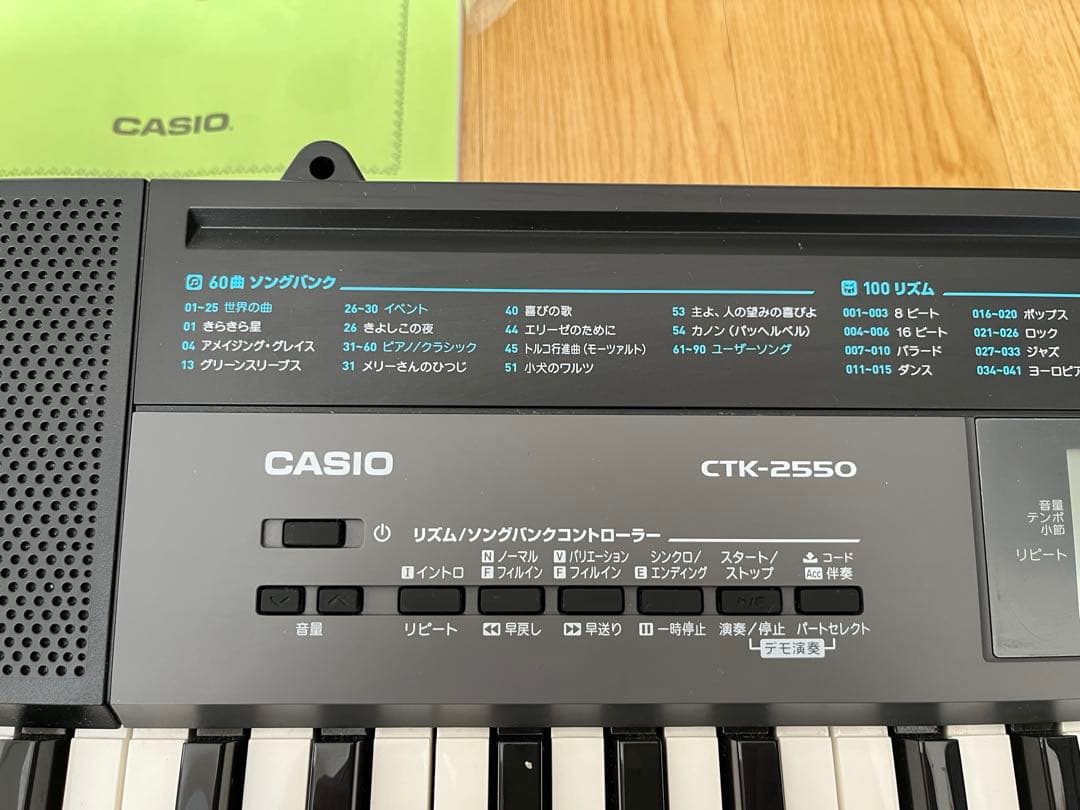 CASIO
60曲 ソングバンク
01~25 世界の曲
01 きらきら星
04 アメイジング・グレイス
13 グリーンスリーブス
26~30 イベント
26 きよしこの夜
31~60 ピアノ/クラシック
31 メリーさんのひつじ
40 喜びの歌
44 エリーゼのために
45 トルコ行進曲(モーツァルト)
51 小犬のワルツ
53 主よ、人の望みの喜びよ
54 カノン(パッヘルベル)
61~90 ユーザーソング
100 リズム
001~003 8 ビート
004~006 16 ビート
007~010 バラード
011~015 ダンス
016~020 ポップス
021~026 ロック
027~033 ジャズ
034~041 ヨーロピア
CASIO
CTK-2550
リズム/ソングバンクコントローラー
I イントロ
N ノーマル
F フィルイン
V バリエーション
F フィルイン
シンクロ/
E エンディング
スタート/
ストップ
コード
Acc 伴奏
音量
リピート
早戻し
早送り
一時停止
演奏/停止
パートセレクト
デモ演奏
音量
テンポ
小節
リピート